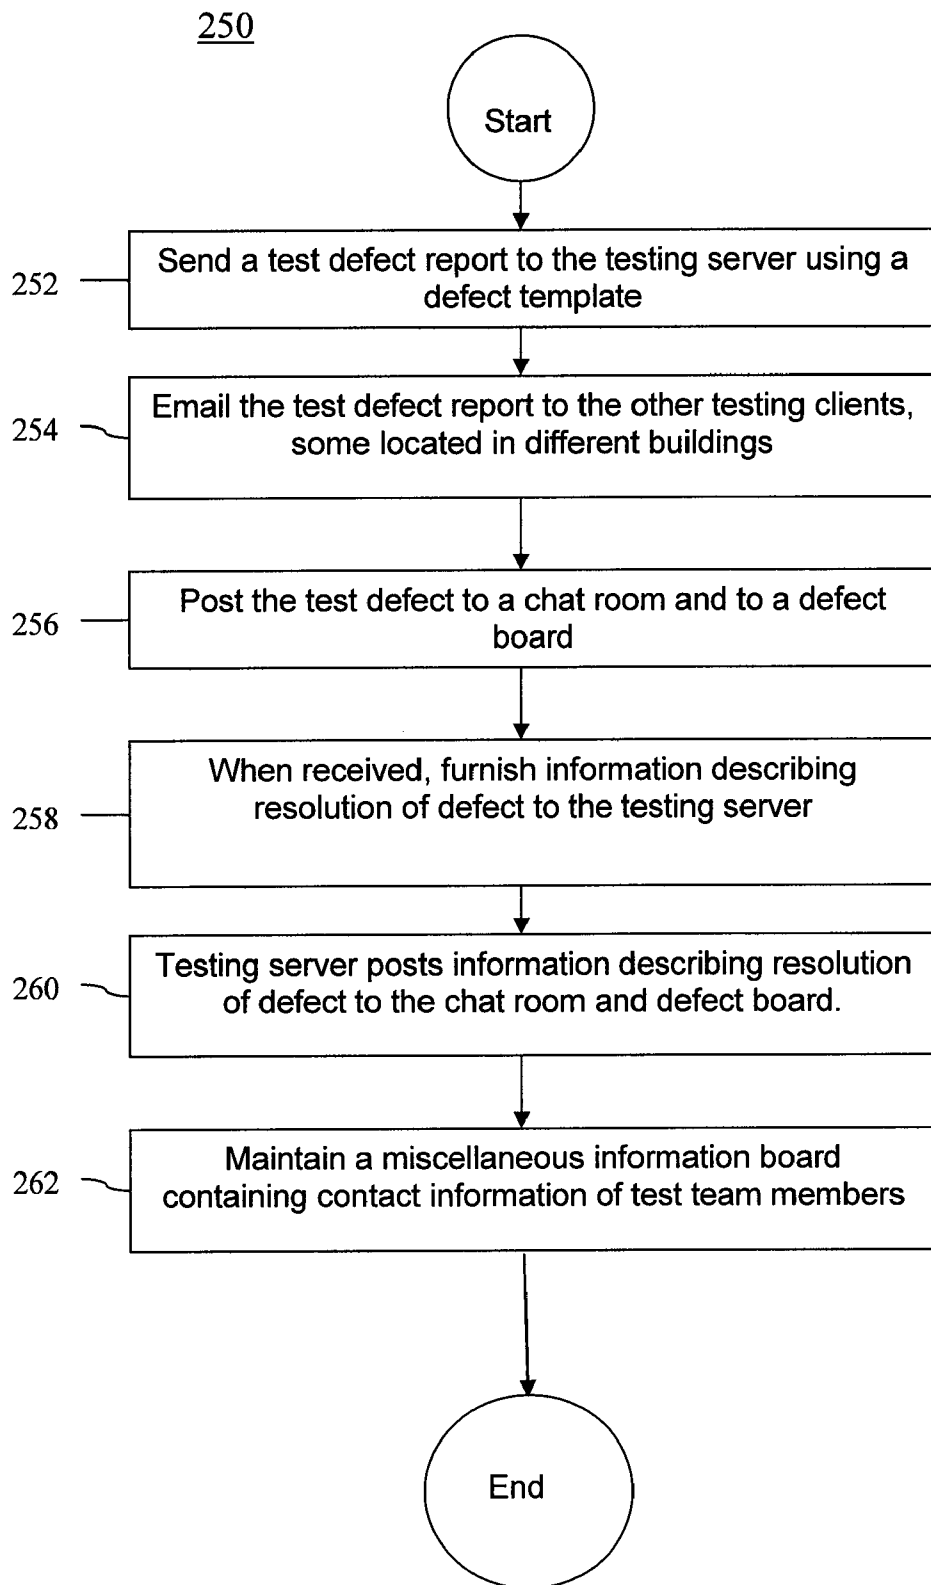 250
Start
252
Send a test defect report to the testing server using a
defect template
254
Email the test defect report to the other testing clients,
some located in different buildings
256
Post the test defect to a chat room and to a defect
board
258
When received, furnish information describing
resolution of defect to the testing server
260
Testing server posts information describing resolution
of defect to the chat room and defect board.
262
Maintain a miscellaneous information board
containing contact information of test team members
End